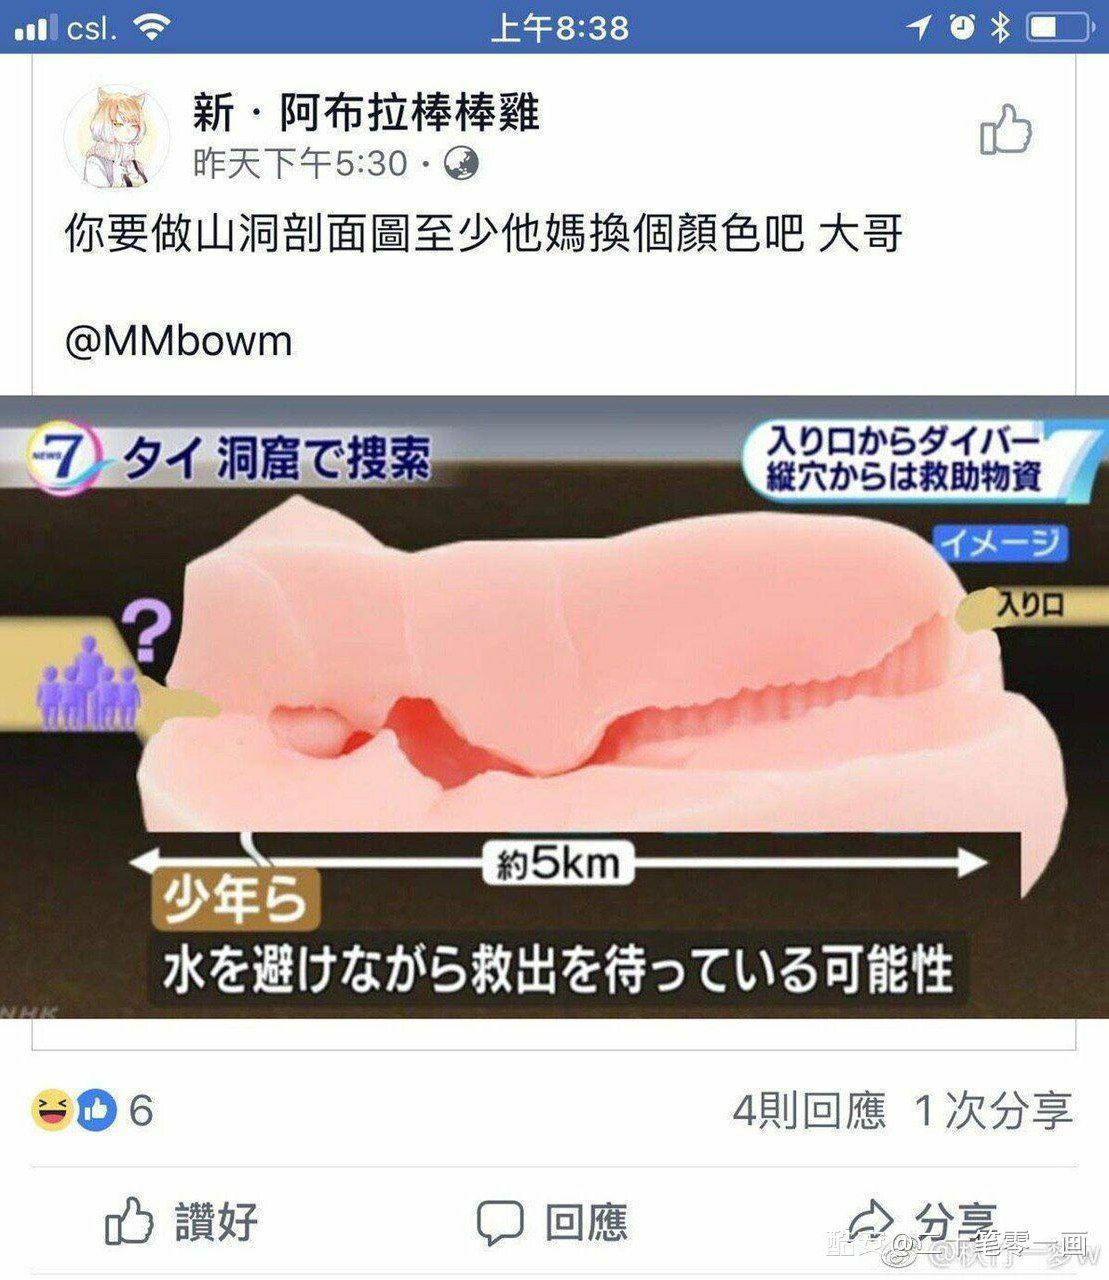 csl.
上午8:38
新·阿布拉棒棒雞
昨天下午5:30 ·
你要做山洞剖面圖至少他媽換個顏色吧 大哥
@MMbowm
NEWS 7
タイ 洞窟で捜索
入り口からダイバー
縦穴からは救助物資
イメージ
入り口
?
約5km
少年ら
水を避けながら救出を待っている可能性
NHK
6
4則回應 1次分享
讚好
回應
分享